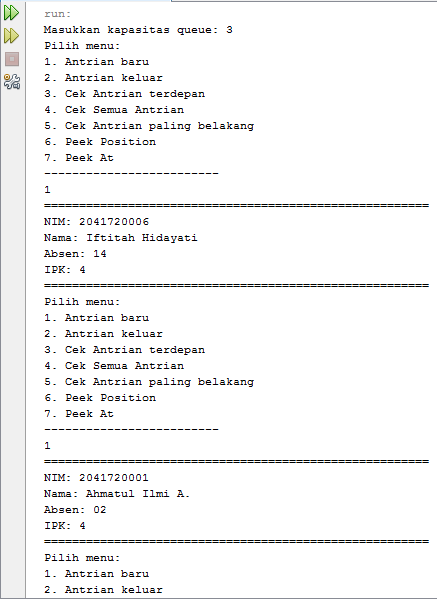 run:
Masukkan kapasitas queue: 3
Pilih menu:
1. Antrian baru
2. Antrian keluar
3. Cek Antrian terdepan
4. Cek Semua Antrian
5. Cek Antrian paling belakang
6. Peek Position
7. Peek At
-------------------------
1
=======================================================
NIM: 2041720006
Nama: Iftitah Hidayati
Absen: 14
IPK: 4
=======================================================
Pilih menu:
1. Antrian baru
2. Antrian keluar
3. Cek Antrian terdepan
4. Cek Semua Antrian
5. Cek Antrian paling belakang
6. Peek Position
7. Peek At
-------------------------
1
=======================================================
NIM: 2041720001
Nama: Ahmatul Ilmi A.
Absen: 02
IPK: 4
=======================================================
Pilih menu:
1. Antrian baru
2. Antrian keluar